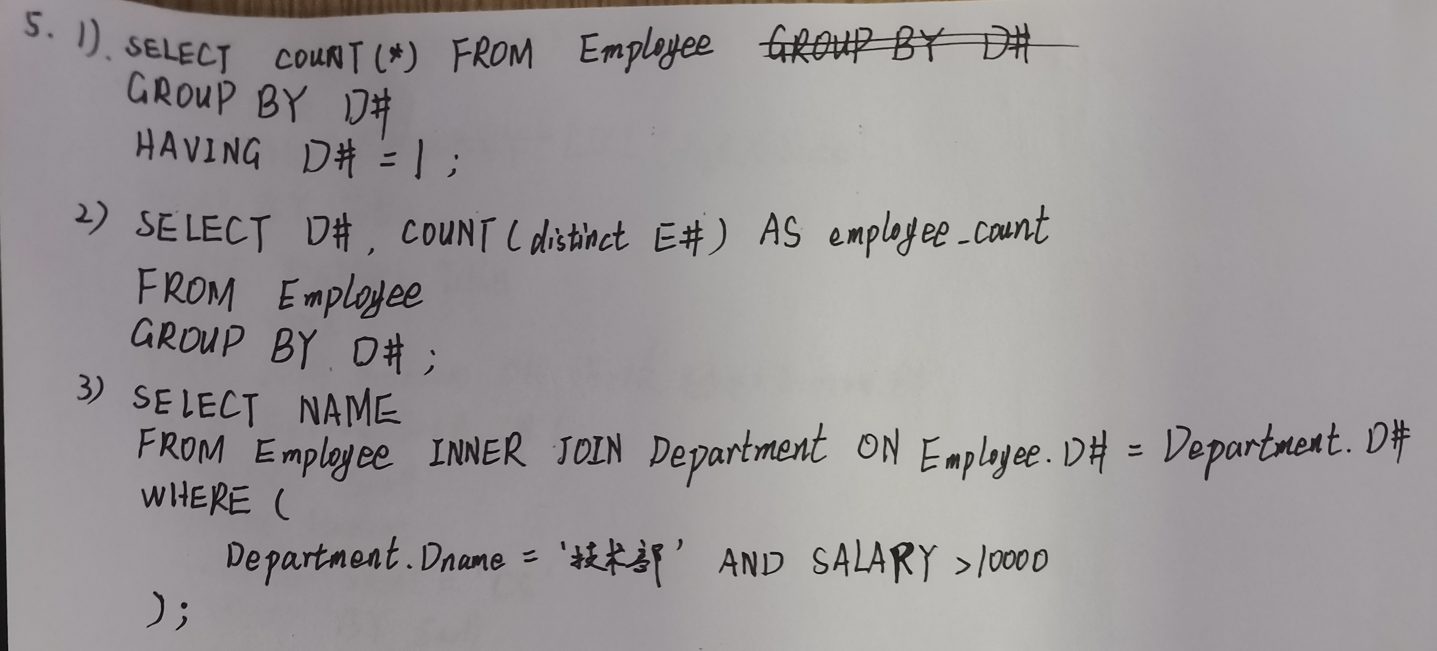 5. 1). SELECT COUNT(*) FROM Employee GROUP BY D#
GROUP BY D#
HAVING D# = 1 ;
2) SELECT D# , COUNT ( distinct E# ) AS employee_count
FROM Employee
GROUP BY D# ;
3) SELECT NAME
FROM Employee INNER JOIN Department ON Employee. D# = Department. D#
WHERE (
Department. Dname = '技术部' AND SALARY >10000
);